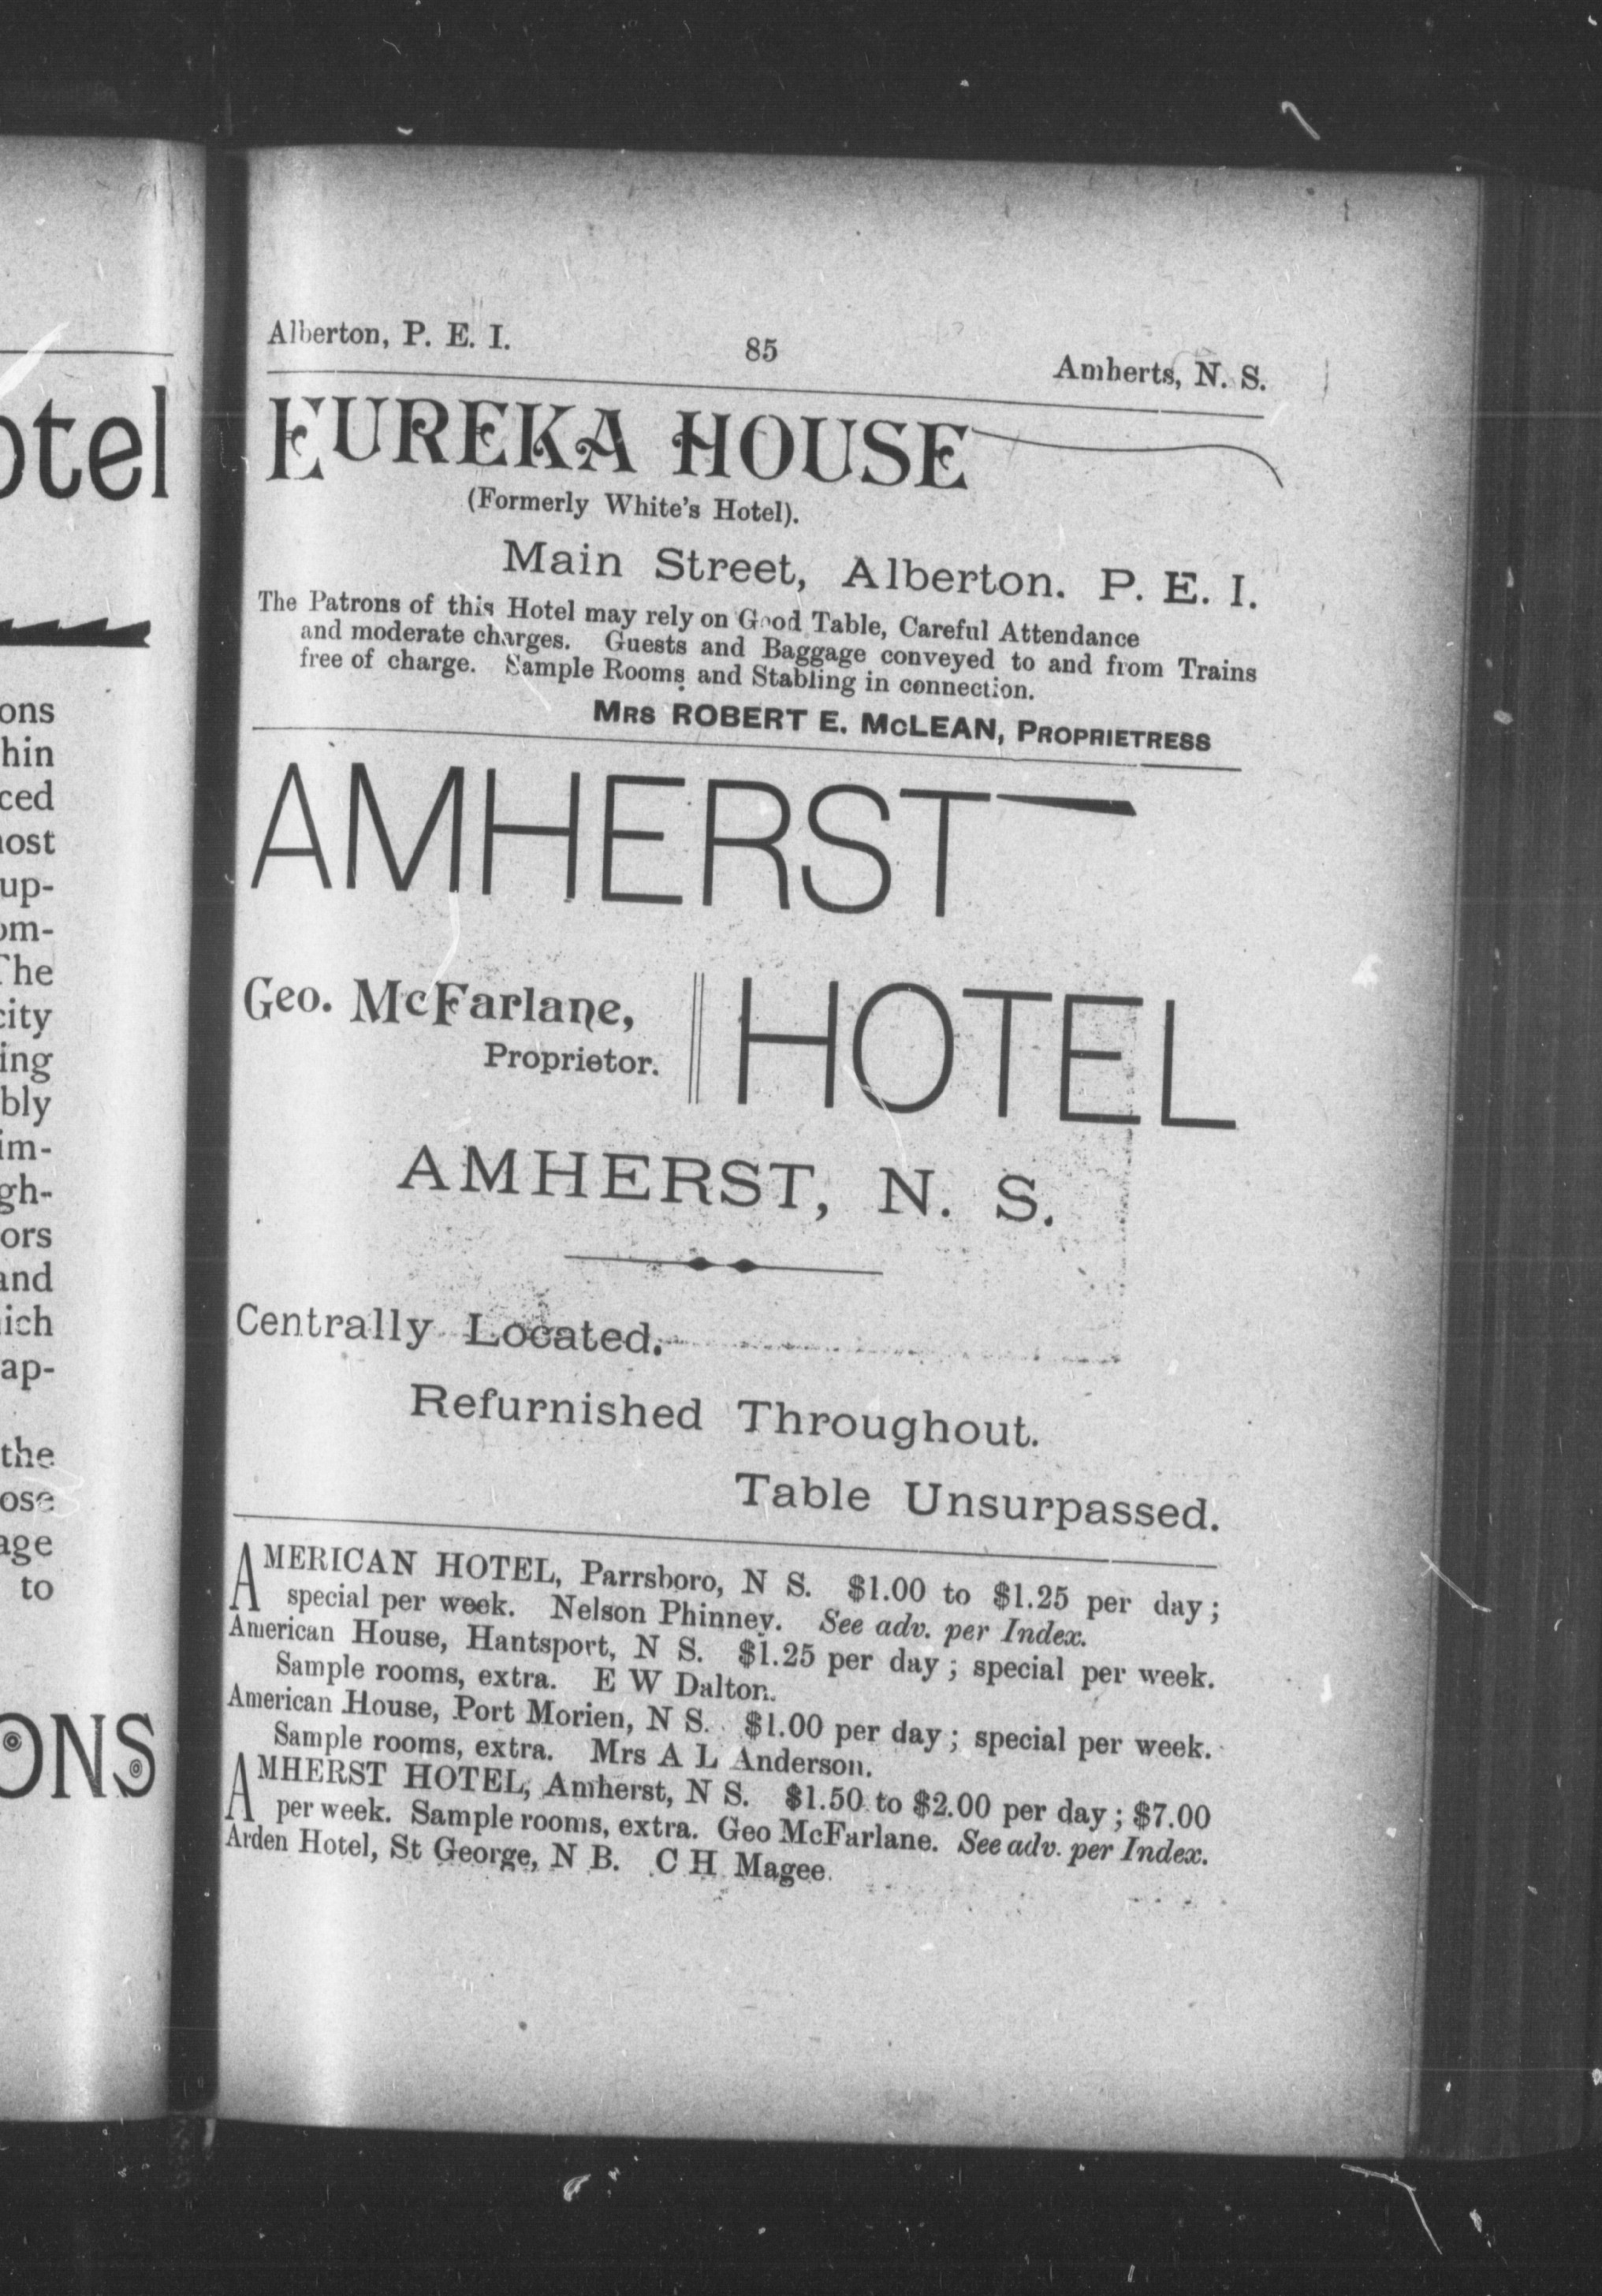 otel
ons
hin
ced
most
up-
om-
The
city
ing
bly
im-
gh-
ors
and
ich
ap-
the
ose
age
to
ONS
Alberton, P. E. I.
85
Amherts, N. S.
EUREKA HOUSE
(Formerly White's Hotel).
Main Street, Alberton. P. E. I.
The Patrons of this Hotel may rely on Good Table, Careful Attendance
and moderate charges. Guests and Baggage conveyed to and from Trains
free of charge. Sample Rooms and Stabling in connection.
MRS ROBERT E. McLEAN, PROPRIETRESS
AMHERST
Geo. McFarlane,
Proprietor.
HOTEL
AMHERST, N. S.
Centrally Located.
Refurnished Throughout.
Table Unsurpassed.
AMERICAN HOTEL, Parrsboro, N S. $1.00 to $1.25 per day;
special per week. Nelson Phinney. See adv. per Index.
American House, Hantsport, N S. $1.25 per day; special per week.
Sample rooms, extra. E W Dalton.
American House, Port Morien, N S. $1.00 per day; special per week.
Sample rooms, extra. Mrs A L Anderson.
AMHERST HOTEL, Amherst, N S. $1.50 to $2.00 per day; $7.00
per week. Sample rooms, extra. Geo McFarlane. See adv. per Index.
Arden Hotel, St George, N B. C H Magee.